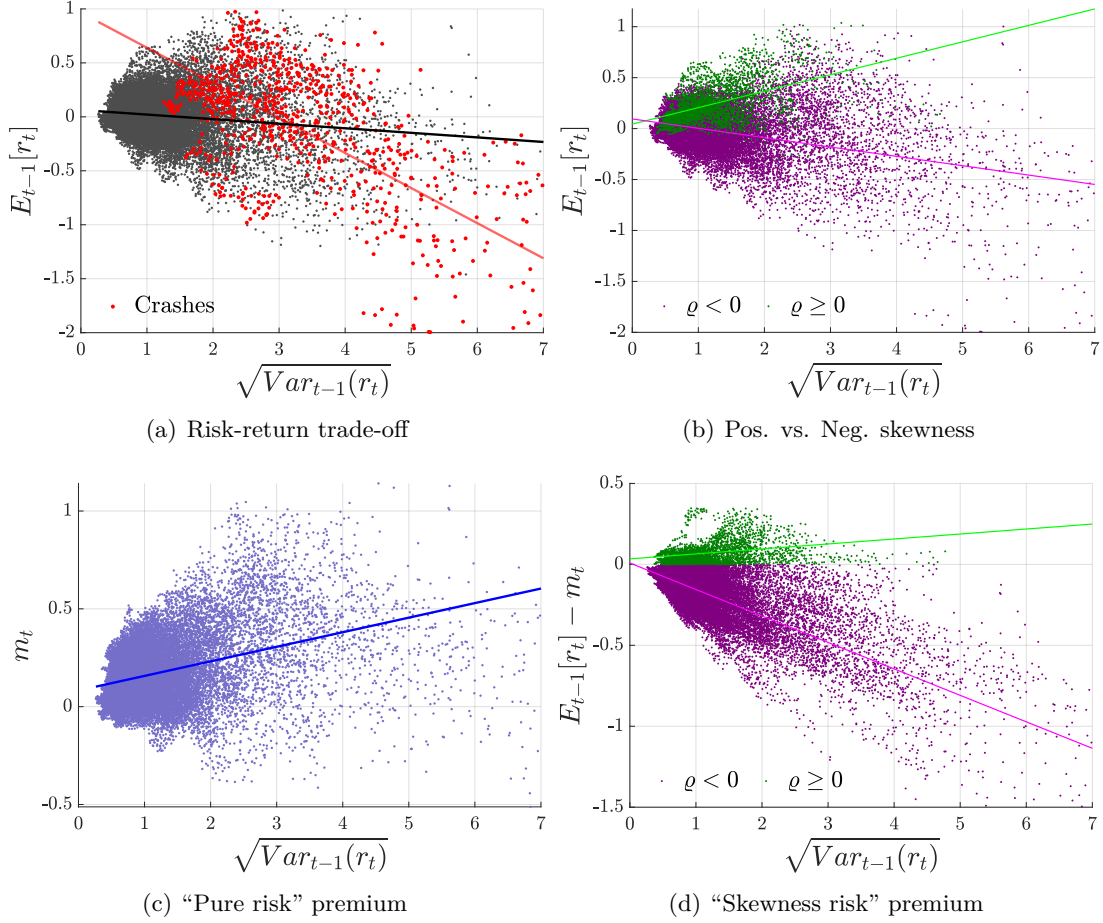 1
0.5
0
-0.5
-1
-1.5
-2
E_{t−1}[r_t]
Crashes
0 1 2 3 4 5 6 7
√Var_{t−1}(r_t)
(a) Risk-return trade-off
1
0.5
0
-0.5
-1
-1.5
-2
E_{t−1}[r_t]
ϱ < 0 ϱ ≥ 0
0 1 2 3 4 5 6 7
√Var_{t−1}(r_t)
(b) Pos. vs. Neg. skewness
1
0.5
0
-0.5
m_t
0 1 2 3 4 5 6 7
√Var_{t−1}(r_t)
(c) “Pure risk” premium
0.5
0
-0.5
-1
-1.5
E_{t−1}[r_t] − m_t
ϱ < 0 ϱ ≥ 0
0 1 2 3 4 5 6 7
√Var_{t−1}(r_t)
(d) “Skewness risk” premium